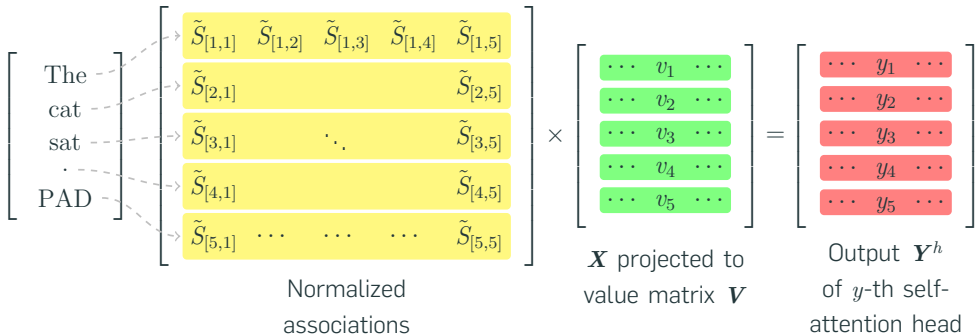 The
cat
sat
.
PAD
S̃[1,1] S̃[1,2] S̃[1,3] S̃[1,4] S̃[1,5]
S̃[2,1] S̃[2,5]
S̃[3,1] ⋱ S̃[3,5]
S̃[4,1] S̃[4,5]
S̃[5,1] ··· ··· ··· S̃[5,5]
Normalized
associations
×
··· v1 ···
··· v2 ···
··· v3 ···
··· v4 ···
··· v5 ···
X projected to
value matrix V
=
··· y1 ···
··· y2 ···
··· y3 ···
··· y4 ···
··· y5 ···
Output Y^h
of y-th self-
attention head